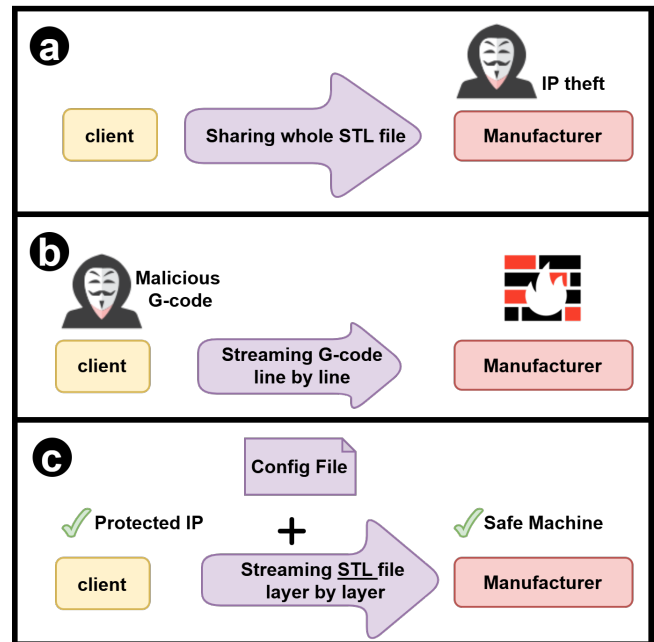 a
IP theft
client
Sharing whole STL file
Manufacturer
b
Malicious
G-code
client
Streaming G-code
line by line
Manufacturer
c
Config File
Protected IP
+
Safe Machine
client
Streaming STL file
layer by layer
Manufacturer